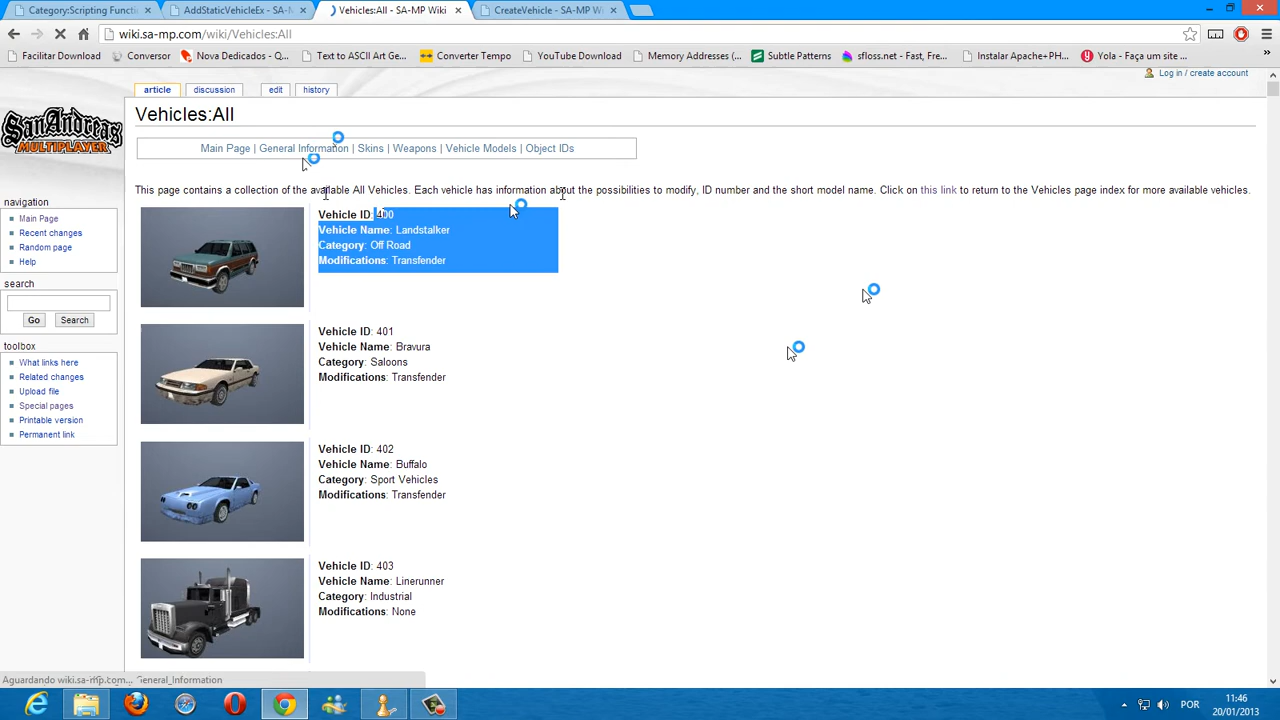 Category:Scripting Functi
AddStaticVehicleEx - SA-M
Vehicles:All - SA-MP Wiki
CreateVehicle - SA-MP Wi
wiki.sa-mp.com/wiki/Vehicles:All
Facilitar Download
Conversor
Nova Dedicados - Q...
Text to ASCII Art Ge...
Converter Tempo
YouTube Download
Memory Addresses (...
Subtle Patterns
sfloss.net - Fast, Fre...
Instalar Apache+PH...
Yola - Faça um site ...
article
discussion
edit
history
Log in / create account
SanAndreas
MULTIPLAYER
Vehicles:All
Main Page | General Information | Skins | Weapons | Vehicle Models | Object IDs
This page contains a collection of the available All Vehicles. Each vehicle has information about the possibilities to modify, ID number and the short model name. Click on this link to return to the Vehicles page index for more available vehicles.
navigation
Main Page
Recent changes
Random page
Help
search
Go
Search
toolbox
What links here
Related changes
Upload file
Special pages
Printable version
Permanent link
Vehicle ID: 400
Vehicle Name: Landstalker
Category: Off Road
Modifications: Transfender
Vehicle ID: 401
Vehicle Name: Bravura
Category: Saloons
Modifications: Transfender
Vehicle ID: 402
Vehicle Name: Buffalo
Category: Sport Vehicles
Modifications: Transfender
Vehicle ID: 403
Vehicle Name: Linerunner
Category: Industrial
Modifications: None
Aguardando wiki.sa-mp.com...
General_Information
POR
11:46
20/01/2013